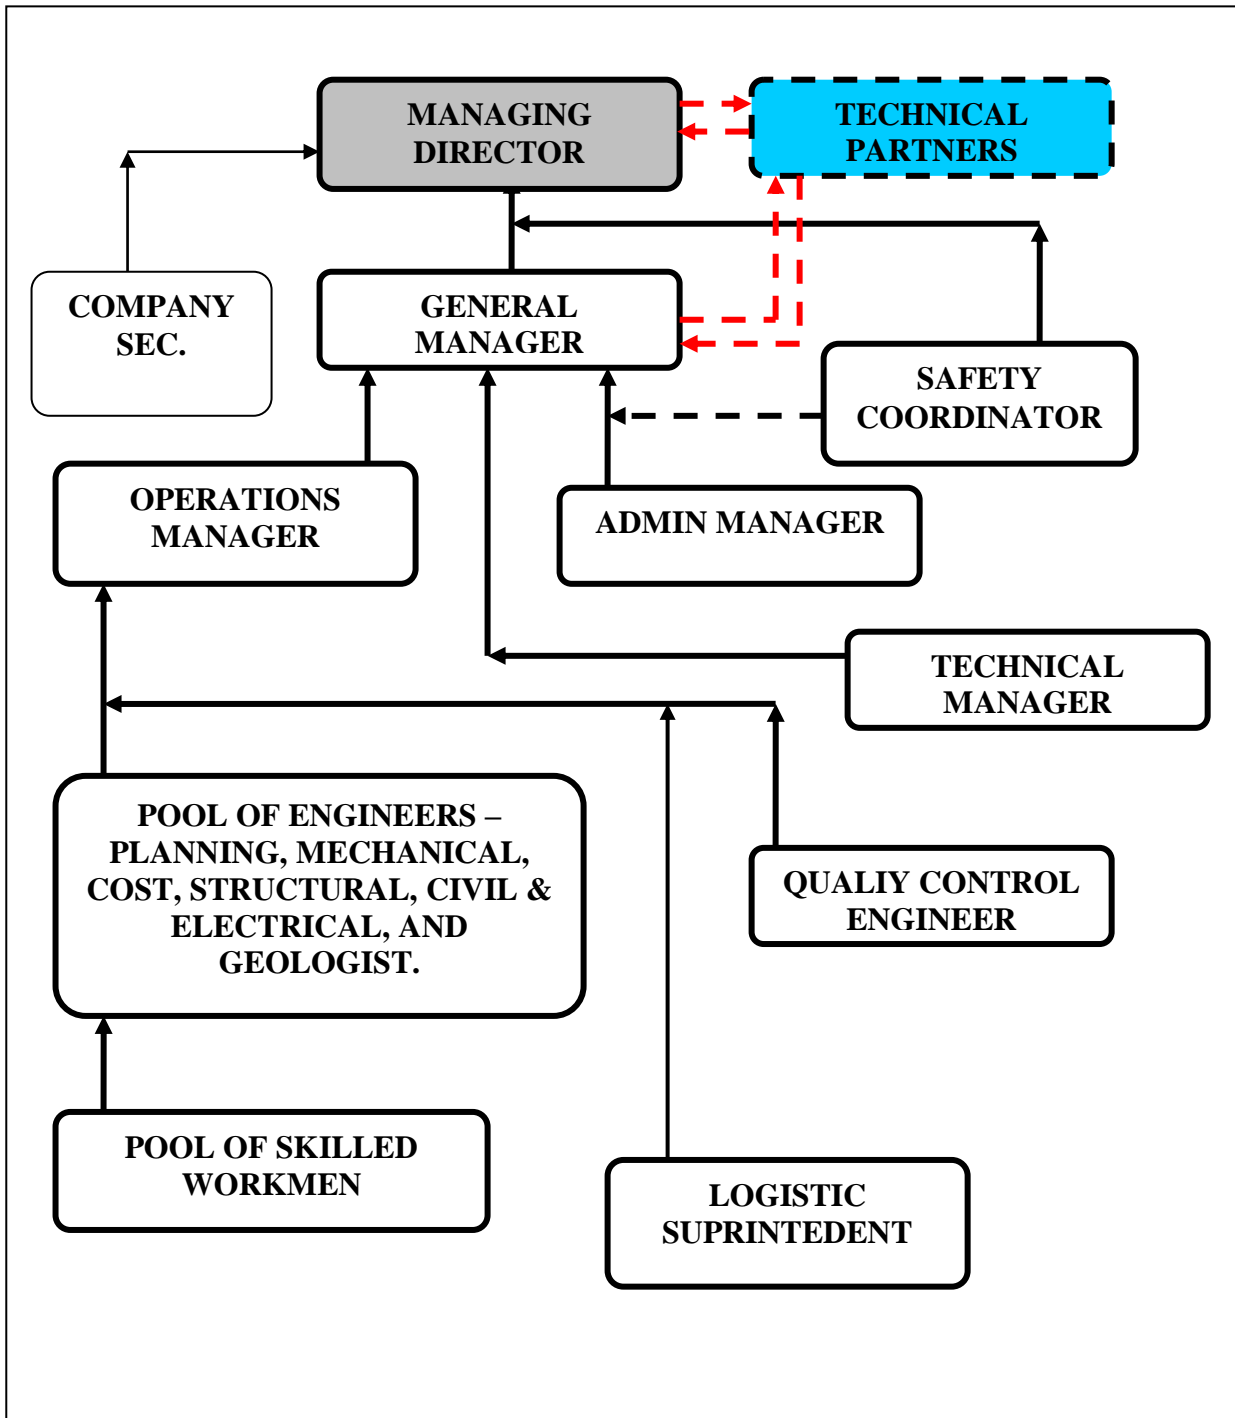 MANAGING
DIRECTOR
TECHNICAL
PARTNERS
COMPANY
SEC.
GENERAL
MANAGER
SAFETY
COORDINATOR
OPERATIONS
MANAGER
ADMIN MANAGER
TECHNICAL
MANAGER
POOL OF ENGINEERS –
PLANNING, MECHANICAL,
COST, STRUCTURAL, CIVIL &
ELECTRICAL, AND
GEOLOGIST.
QUALIY CONTROL
ENGINEER
POOL OF SKILLED
WORKMEN
LOGISTIC
SUPRINTEDENT